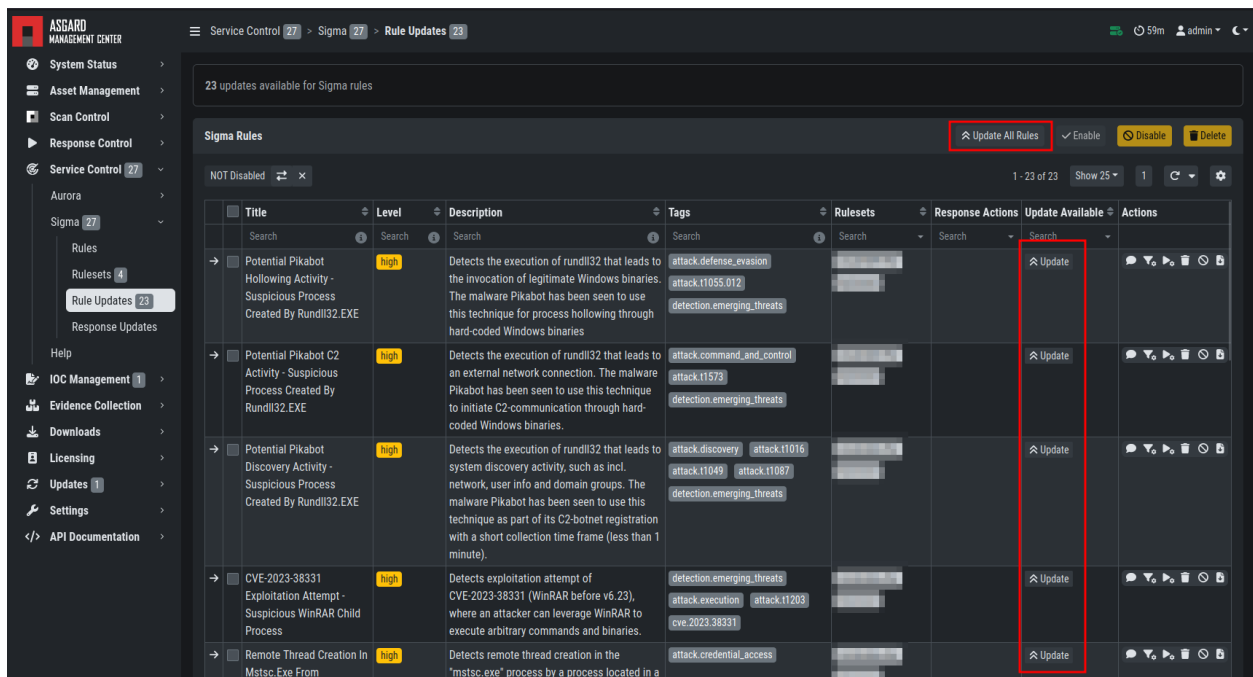 ASGARD
MANAGEMENT CENTER
Service Control 27 > Sigma 27 > Rule Updates 23
59m admin
System Status
Asset Management
Scan Control
Response Control
Service Control 27
Aurora
Sigma 27
Rules
Rulesets 4
Rule Updates 23
Response Updates
Help
IOC Management 1
Evidence Collection
Downloads
Licensing
Updates 1
Settings
API Documentation
23 updates available for Sigma rules
Sigma Rules
Update All Rules Enable Disable Delete
NOT Disabled
1 - 23 of 23 Show 25 1
Title Level Description Tags Rulesets Response Actions Update Available Actions
Search Search Search Search Search Search Search
Potential Pikabot
Hollowing Activity -
Suspicious Process
Created By Rundll32.EXE
high
Detects the execution of rundll32 that leads to
the invocation of legitimate Windows binaries.
The malware Pikabot has been seen to use
this technique for process hollowing through
hard-coded Windows binaries
attack.defense_evasion
attack.t1055.012
detection.emerging_threats
Update
Potential Pikabot C2
Activity - Suspicious
Process Created By
Rundll32.EXE
high
Detects the execution of rundll32 that leads to
an external network connection. The malware
Pikabot has been seen to use this technique
to initiate C2-communication through hard-
coded Windows binaries.
attack.command_and_control
attack.t1573
detection.emerging_threats
Update
Potential Pikabot
Discovery Activity -
Suspicious Process
Created By Rundll32.EXE
high
Detects the execution of rundll32 that leads to
system discovery activity, such as incl.
network, user info and domain groups. The
malware Pikabot has been seen to use this
technique as part of its C2-botnet registration
with a short collection time frame (less than 1
minute).
attack.discovery attack.t1016
attack.t1049 attack.t1087
detection.emerging_threats
Update
CVE-2023-38331
Exploitation Attempt -
Suspicious WinRAR Child
Process
high
Detects exploitation attempt of
CVE-2023-38331 (WinRAR before v6.23),
where an attacker can leverage WinRAR to
execute arbitrary commands and binaries.
detection.emerging_threats
attack.execution attack.t1203
cve.2023.38331
Update
Remote Thread Creation In
Mstsc.Exe From
high
Detects remote thread creation in the
"mstsc.exe" process by a process located in a
attack.credential_access
Update